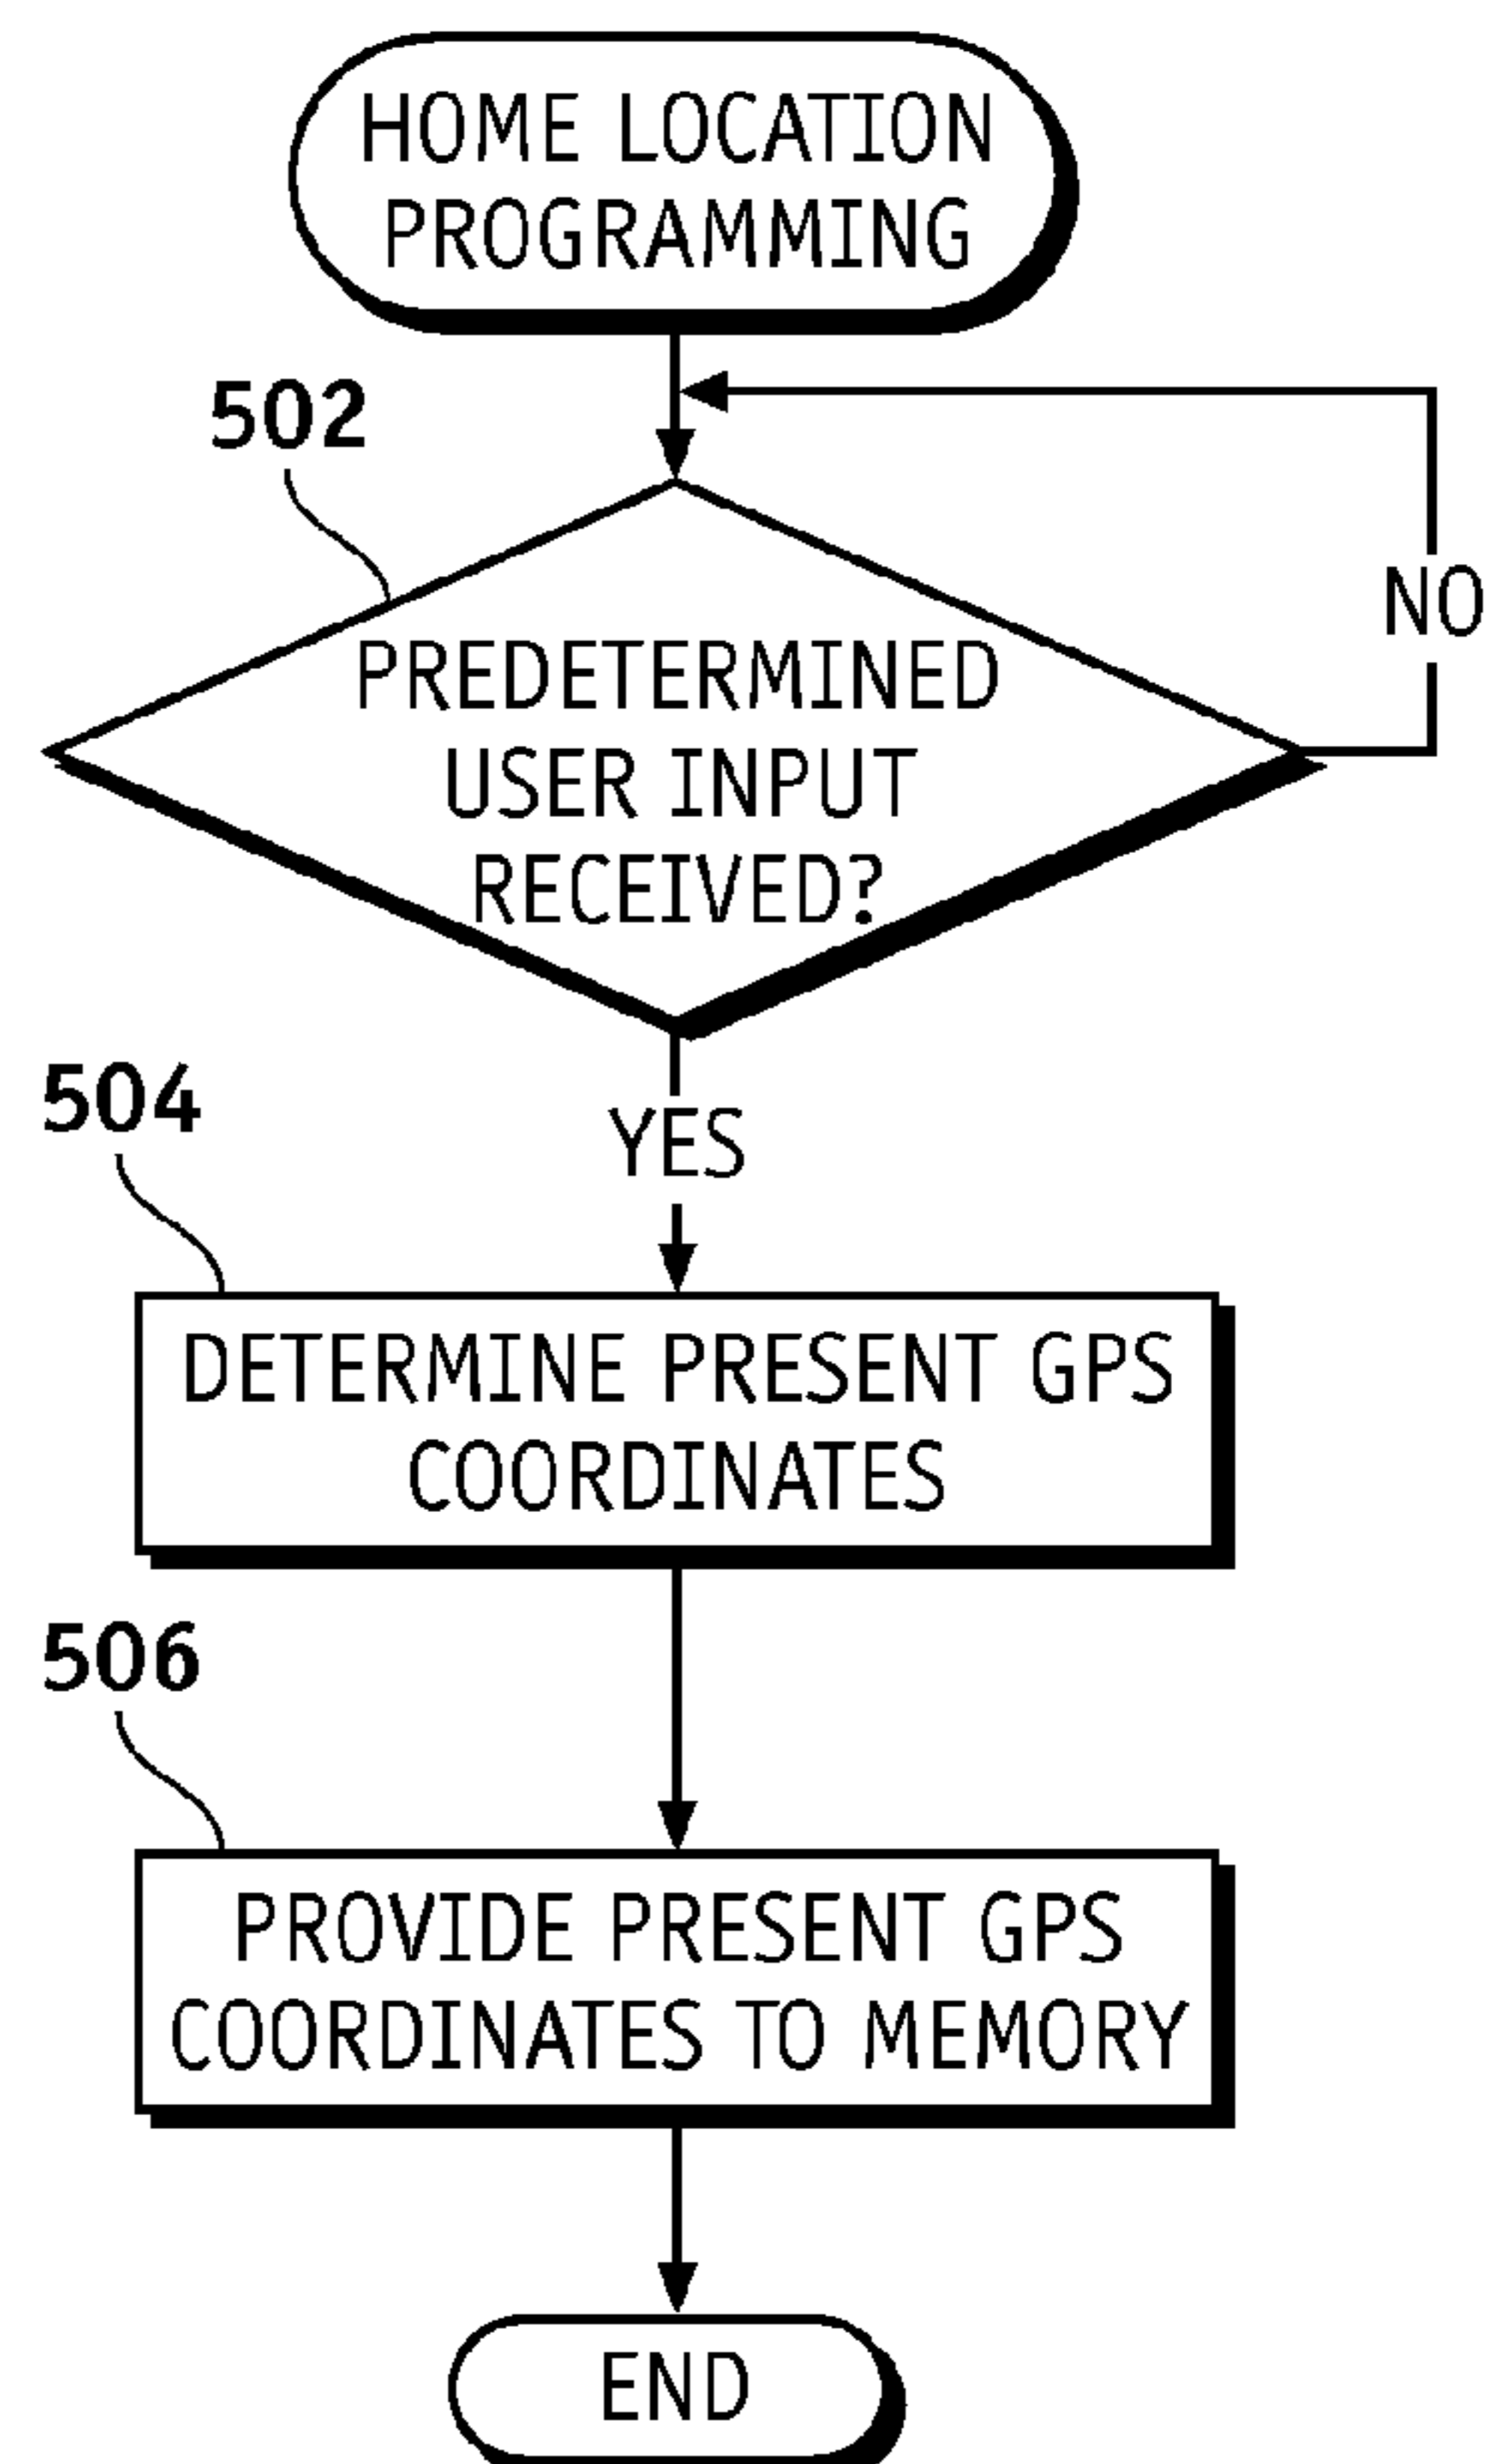 HOME LOCATION
PROGRAMMING
502
NO
PREDETERMINED
USER INPUT
RECEIVED?
504
YES
DETERMINE PRESENT GPS
COORDINATES
506
PROVIDE PRESENT GPS
COORDINATES TO MEMORY
END